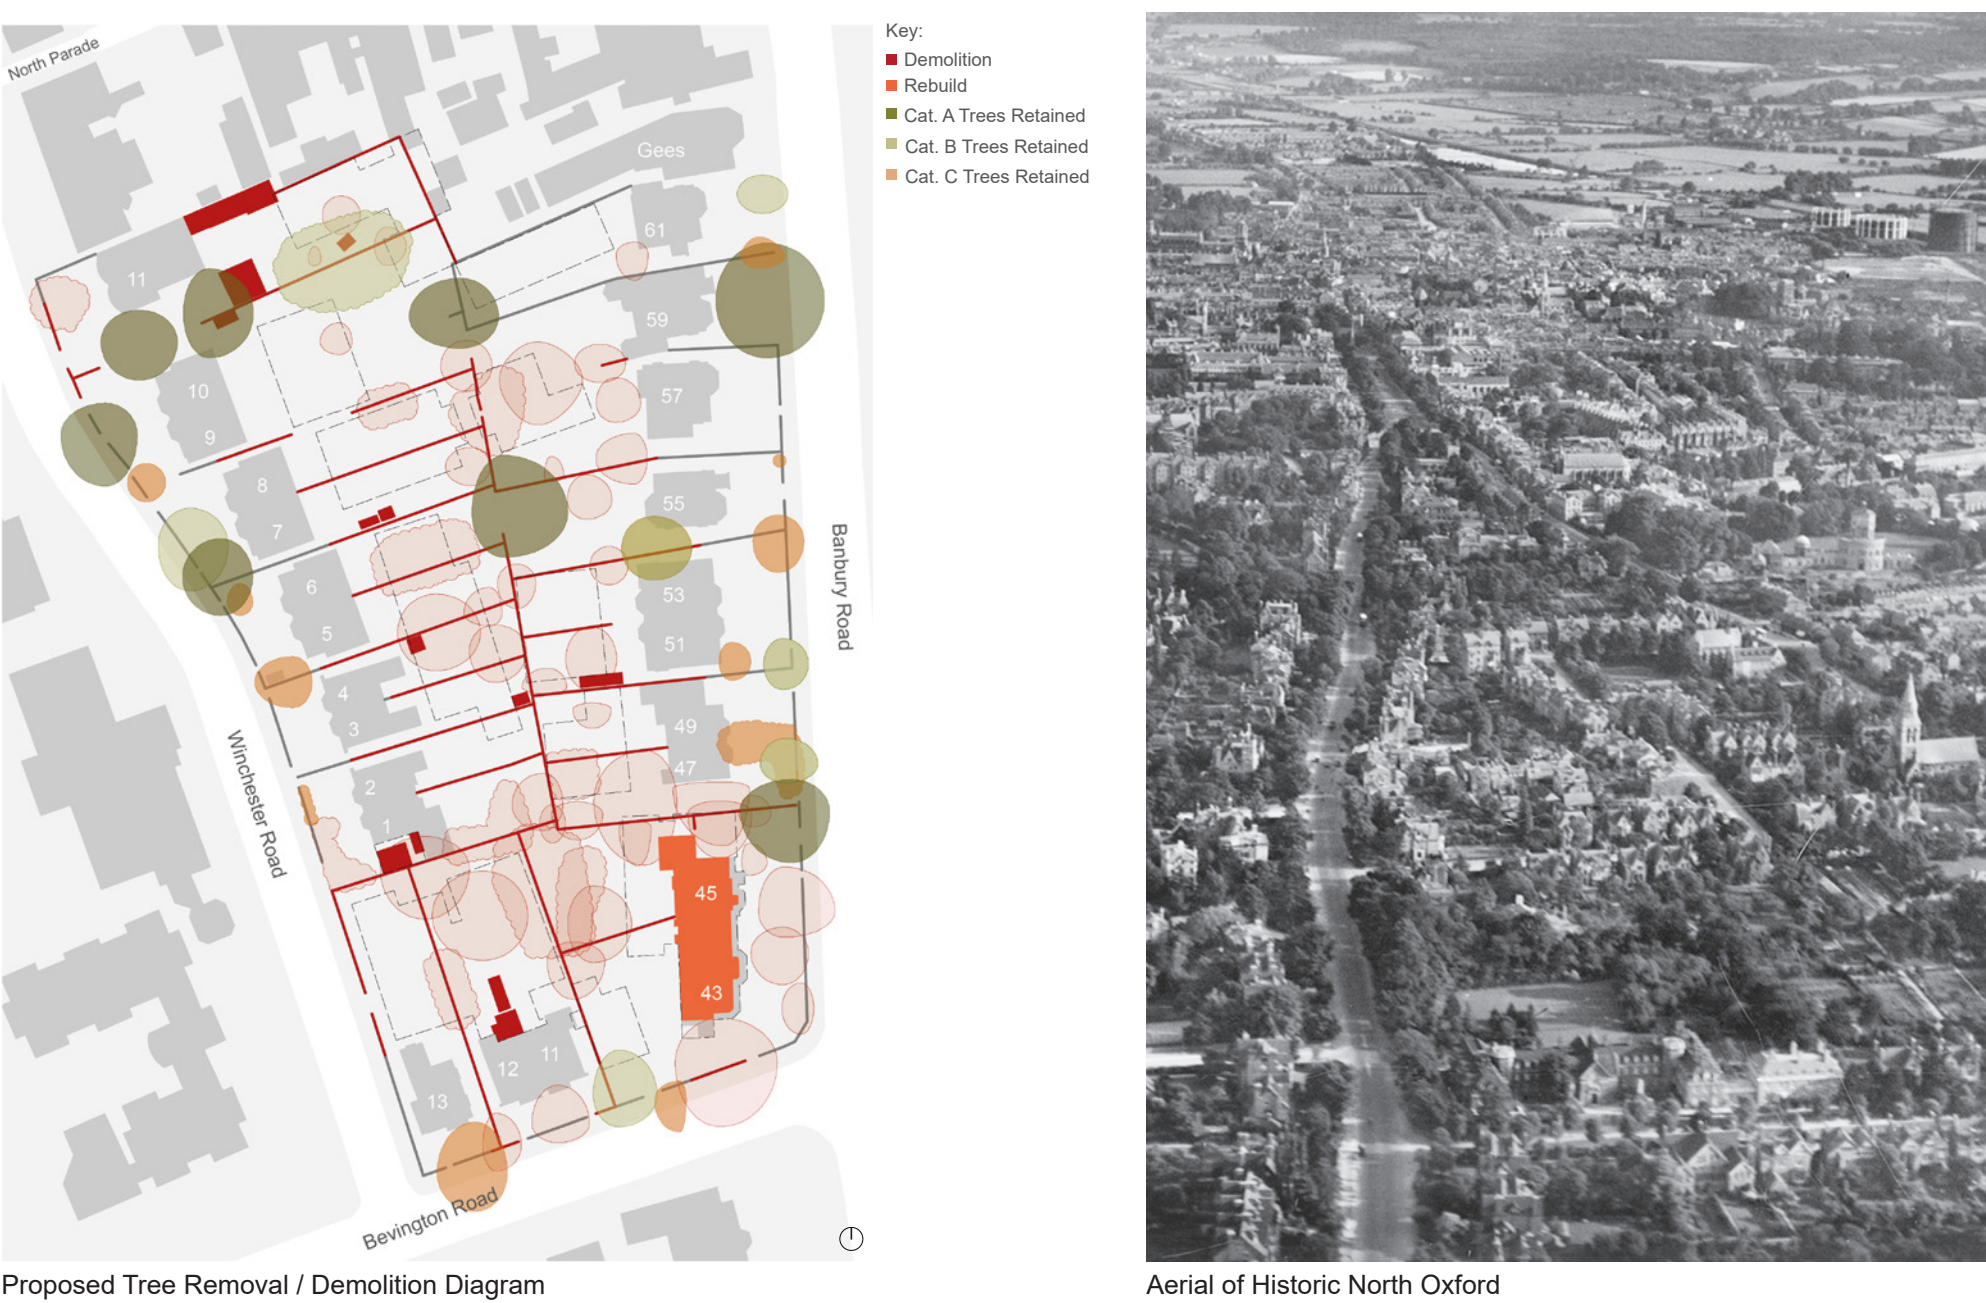 North Parade
Key:
Demolition
Rebuild
Cat. A Trees Retained
Cat. B Trees Retained
Cat. C Trees Retained
Gees
61
11
59
10
57
9
8
55
7
Banbury Road
6
53
5
51
4
49
3
47
2
1
Winchester Road
45
43
11
12
13
Bevington Road
Proposed Tree Removal / Demolition Diagram
Aerial of Historic North Oxford